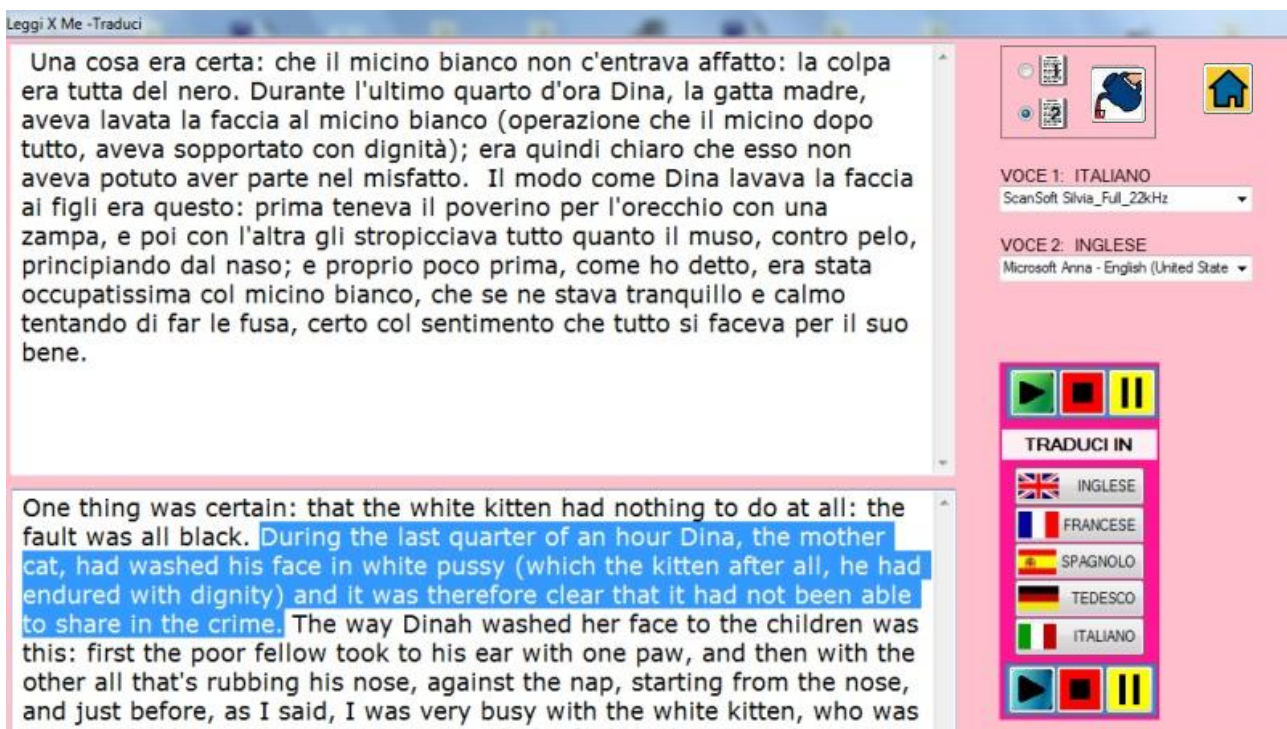 Leggi X Me -Traduci
Una cosa era certa: che il micino bianco non c'entrava affatto: la colpa
era tutta del nero. Durante l'ultimo quarto d'ora Dina, la gatta madre,
aveva lavata la faccia al micino bianco (operazione che il micino dopo
tutto, aveva sopportato con dignità); era quindi chiaro che esso non
aveva potuto aver parte nel misfatto.  Il modo come Dina lavava la faccia
ai figli era questo: prima teneva il poverino per l'orecchio con una
zampa, e poi con l'altra gli stropicciava tutto quanto il muso, contro pelo,
principiando dal naso; e proprio poco prima, come ho detto, era stata
occupatissima col micino bianco, che se ne stava tranquillo e calmo
tentando di far le fusa, certo col sentimento che tutto si faceva per il suo
bene.
One thing was certain: that the white kitten had nothing to do at all: the
fault was all black. During the last quarter of an hour Dina, the mother
cat, had washed his face in white pussy (which the kitten after all, he had
endured with dignity) and it was therefore clear that it had not been able
to share in the crime. The way Dinah washed her face to the children was
this: first the poor fellow took to his ear with one paw, and then with the
other all that's rubbing his nose, against the nap, starting from the nose,
and just before, as I said, I was very busy with the white kitten, who was
VOCE 1: ITALIANO
ScanSoft Silvia_Full_22kHz
VOCE 2: INGLESE
Microsoft Anna - English (United State
TRADUCI IN
INGLESE
FRANCESE
SPAGNOLO
TEDESCO
ITALIANO